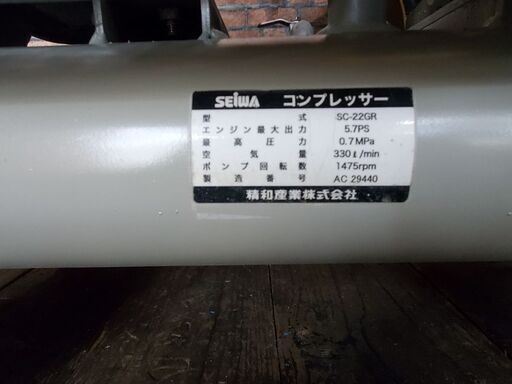 SEIWA コンプレッサー
型式 SC-22GR
エンジン最大出力 5.7PS
最高圧力 0.7MPa
空気量 330ℓ/min
ポンプ回転数 1475rpm
製造番号 AC 29440
精和産業株式会社